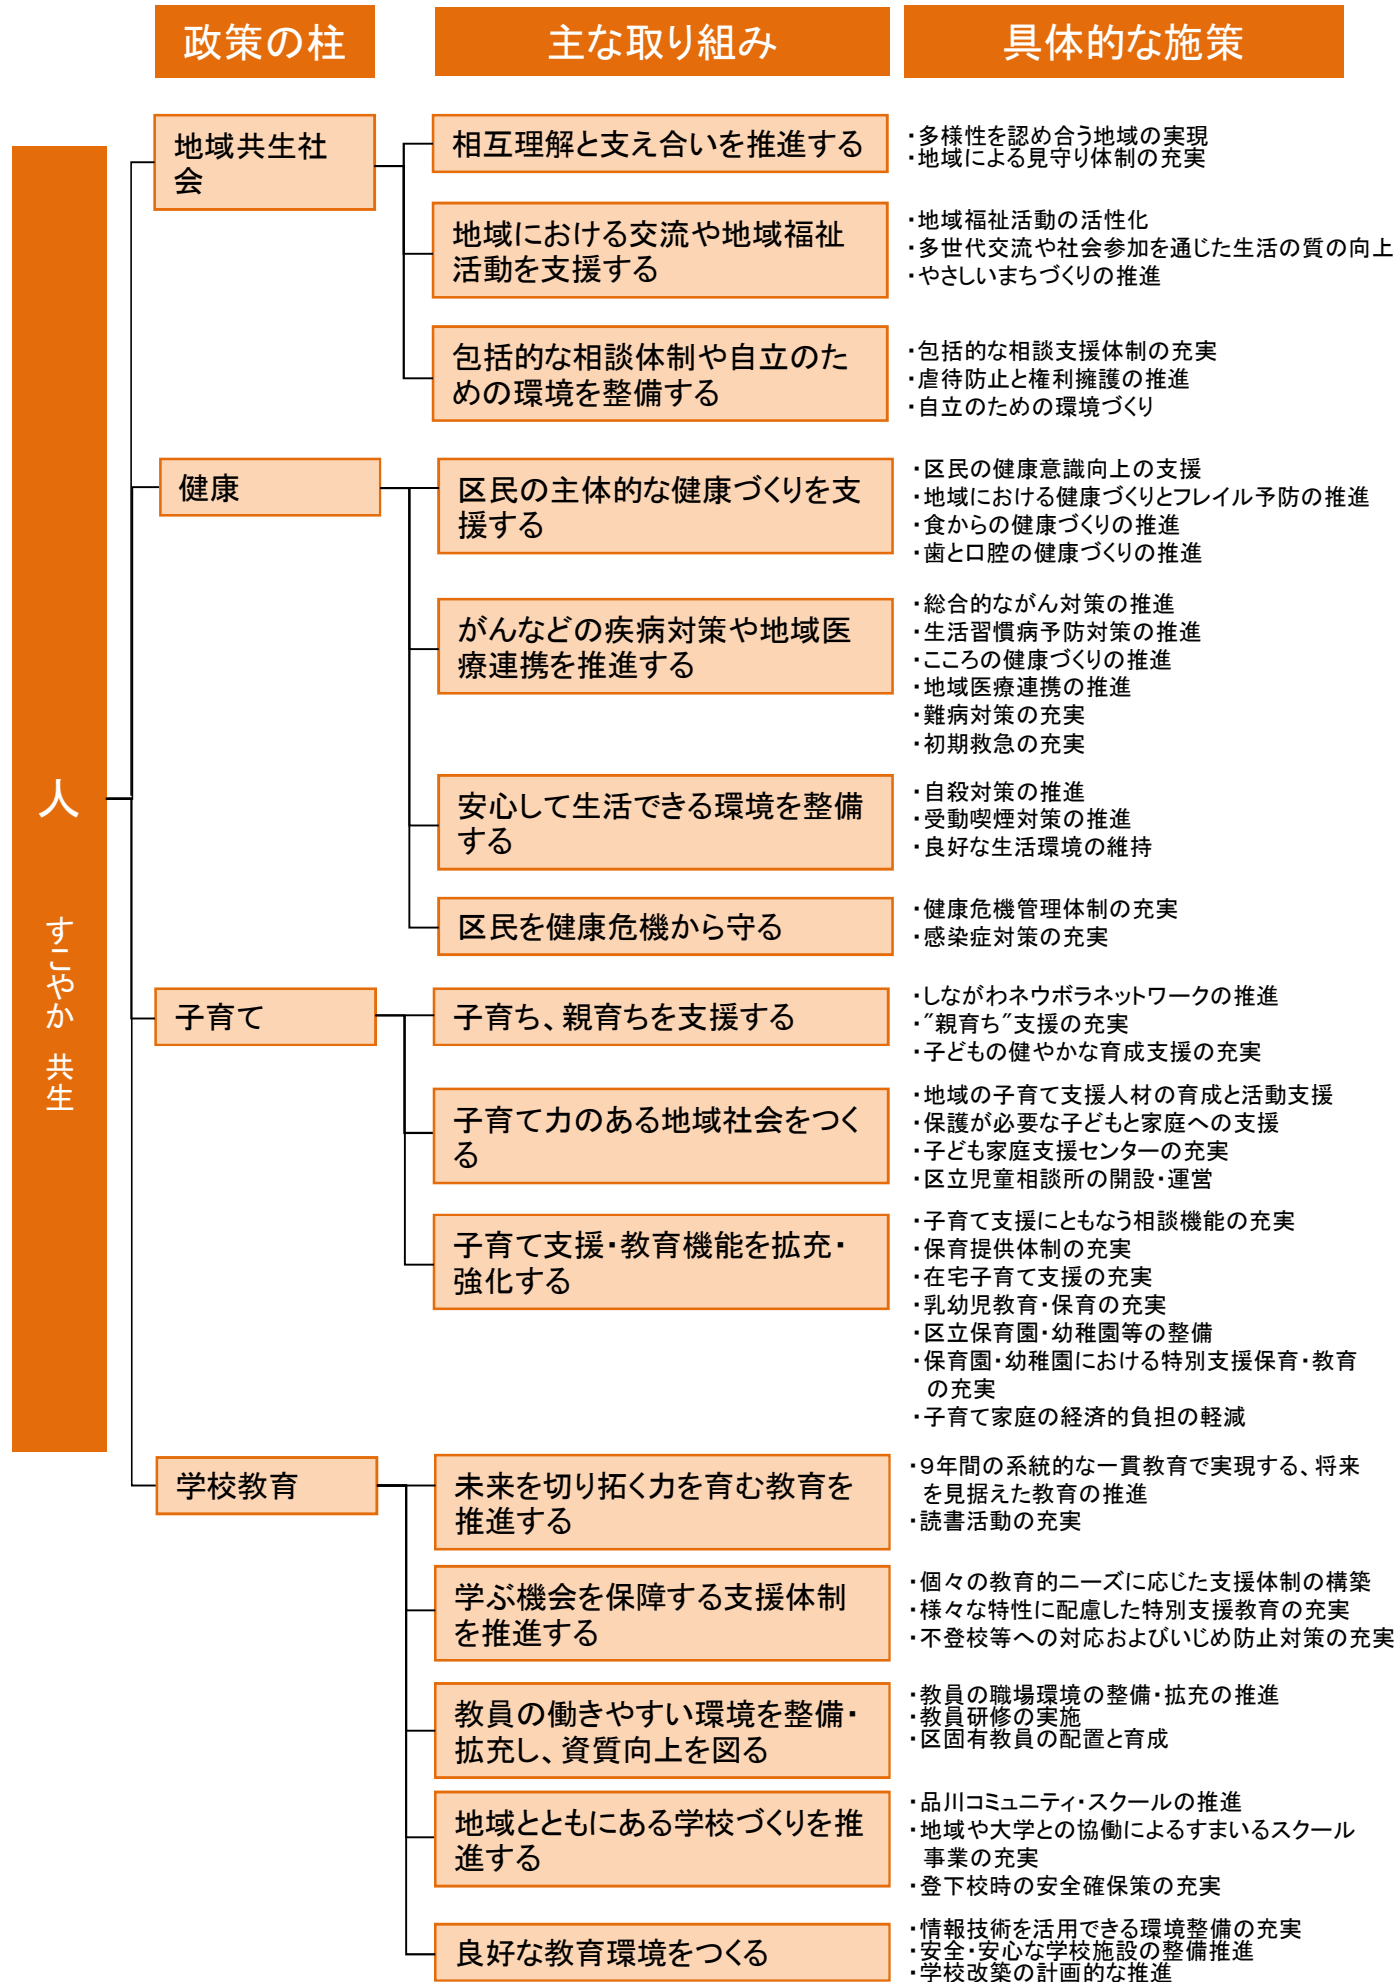 政策の柱
主な取り組み
具体的な施策
人
すこやか 共生
地域共生社
会
相互理解と支え合いを推進する
・多様性を認め合う地域の実現
・地域による見守り体制の充実
地域における交流や地域福祉
活動を支援する
・地域福祉活動の活性化
・多世代交流や社会参加を通じた生活の質の向上
・やさしいまちづくりの推進
包括的な相談体制や自立のた
めの環境を整備する
・包括的な相談支援体制の充実
・虐待防止と権利擁護の推進
・自立のための環境づくり
健康
区民の主体的な健康づくりを支
援する
・区民の健康意識向上の支援
・地域における健康づくりとフレイル予防の推進
・食からの健康づくりの推進
・歯と口腔の健康づくりの推進
がんなどの疾病対策や地域医
療連携を推進する
・総合的ながん対策の推進
・生活習慣病予防対策の推進
・こころの健康づくりの推進
・地域医療連携の推進
・難病対策の充実
・初期救急の充実
安心して生活できる環境を整備
する
・自殺対策の推進
・受動喫煙対策の推進
・良好な生活環境の維持
区民を健康危機から守る
・健康危機管理体制の充実
・感染症対策の充実
子育て
子育ち、親育ちを支援する
・しながわネウボラネットワークの推進
・″親育ち″支援の充実
・子どもの健やかな育成支援の充実
子育て力のある地域社会をつく
る
・地域の子育て支援人材の育成と活動支援
・保護が必要な子どもと家庭への支援
・子ども家庭支援センターの充実
・区立児童相談所の開設・運営
子育て支援・教育機能を拡充・
強化する
・子育て支援にともなう相談機能の充実
・保育提供体制の充実
・在宅子育て支援の充実
・乳幼児教育・保育の充実
・区立保育園・幼稚園等の整備
・保育園・幼稚園における特別支援保育・教育
の充実
・子育て家庭の経済的負担の軽減
学校教育
未来を切り拓く力を育む教育を
推進する
・9年間の系統的な一貫教育で実現する、将来
を見据えた教育の推進
・読書活動の充実
学ぶ機会を保障する支援体制
を推進する
・個々の教育的ニーズに応じた支援体制の構築
・様々な特性に配慮した特別支援教育の充実
・不登校等への対応およびいじめ防止対策の充実
教員の働きやすい環境を整備・
拡充し、資質向上を図る
・教員の職場環境の整備・拡充の推進
・教員研修の実施
・区固有教員の配置と育成
地域とともにある学校づくりを推
進する
・品川コミュニティ・スクールの推進
・地域や大学との協働によるすまいるスクール
事業の充実
・登下校時の安全確保策の充実
良好な教育環境をつくる
・情報技術を活用できる環境整備の充実
・安全・安心な学校施設の整備推進
・学校改築の計画的な推進